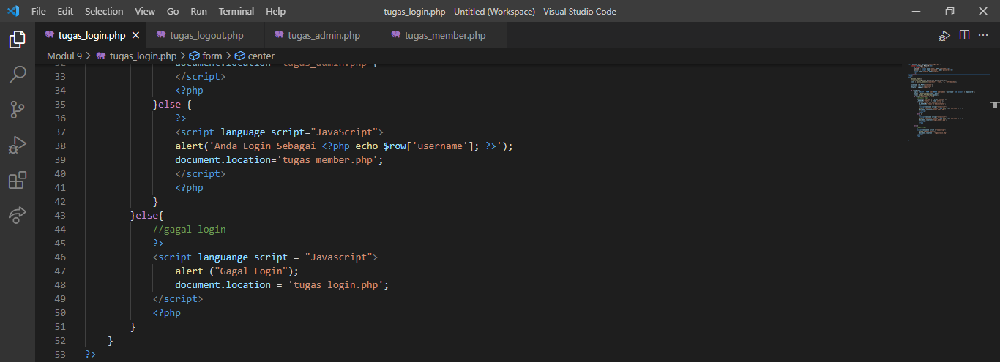 File Edit Selection View Go Run Terminal Help tugas_login.php - Untitled (Workspace) - Visual Studio Code
tugas_login.php tugas_logout.php tugas_admin.php tugas_member.php
Modul 9 > tugas_login.php > form > center
32 document.location='tugas_admin.php';
33 </script>
34 <?php
35 }else {
36 ?>
37 <script language script="JavaScript">
38 alert('Anda Login Sebagai <?php echo $row['username']; ?>');
39 document.location='tugas_member.php';
40 </script>
41 <?php
42 }
43 }else{
44 //gagal login
45 ?>
46 <script languange script = "Javascript">
47 alert ("Gagal Login");
48 document.location = 'tugas_login.php';
49 </script>
50 <?php
51 }
52 }
53 ?>